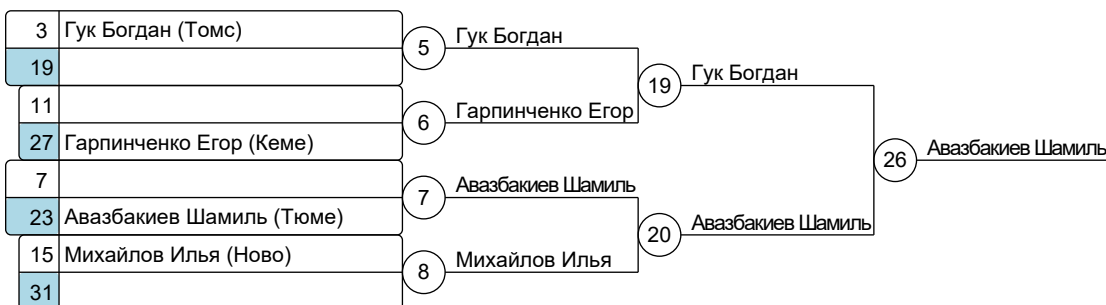 3 Гук Богдан (Томс)
5 Гук Богдан
19
19 Гук Богдан
11
6 Гарпинченко Егор
27 Гарпинченко Егор (Кеме)
26 Авазбакиев Шамиль
7
7 Авазбакиев Шамиль
23 Авазбакиев Шамиль (Тюме)
20 Авазбакиев Шамиль
15 Михайлов Илья (Ново)
8 Михайлов Илья
31